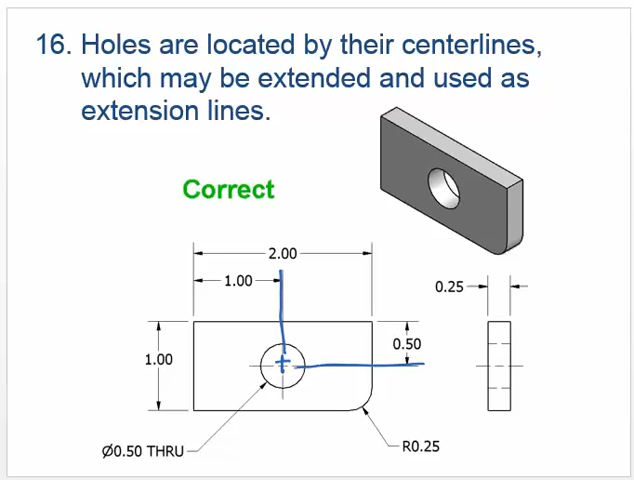 16. Holes are located by their centerlines,
which may be extended and used as
extension lines.
Correct
2.00
1.00
0.25
1.00
0.50
Ø0.50 THRU
R0.25